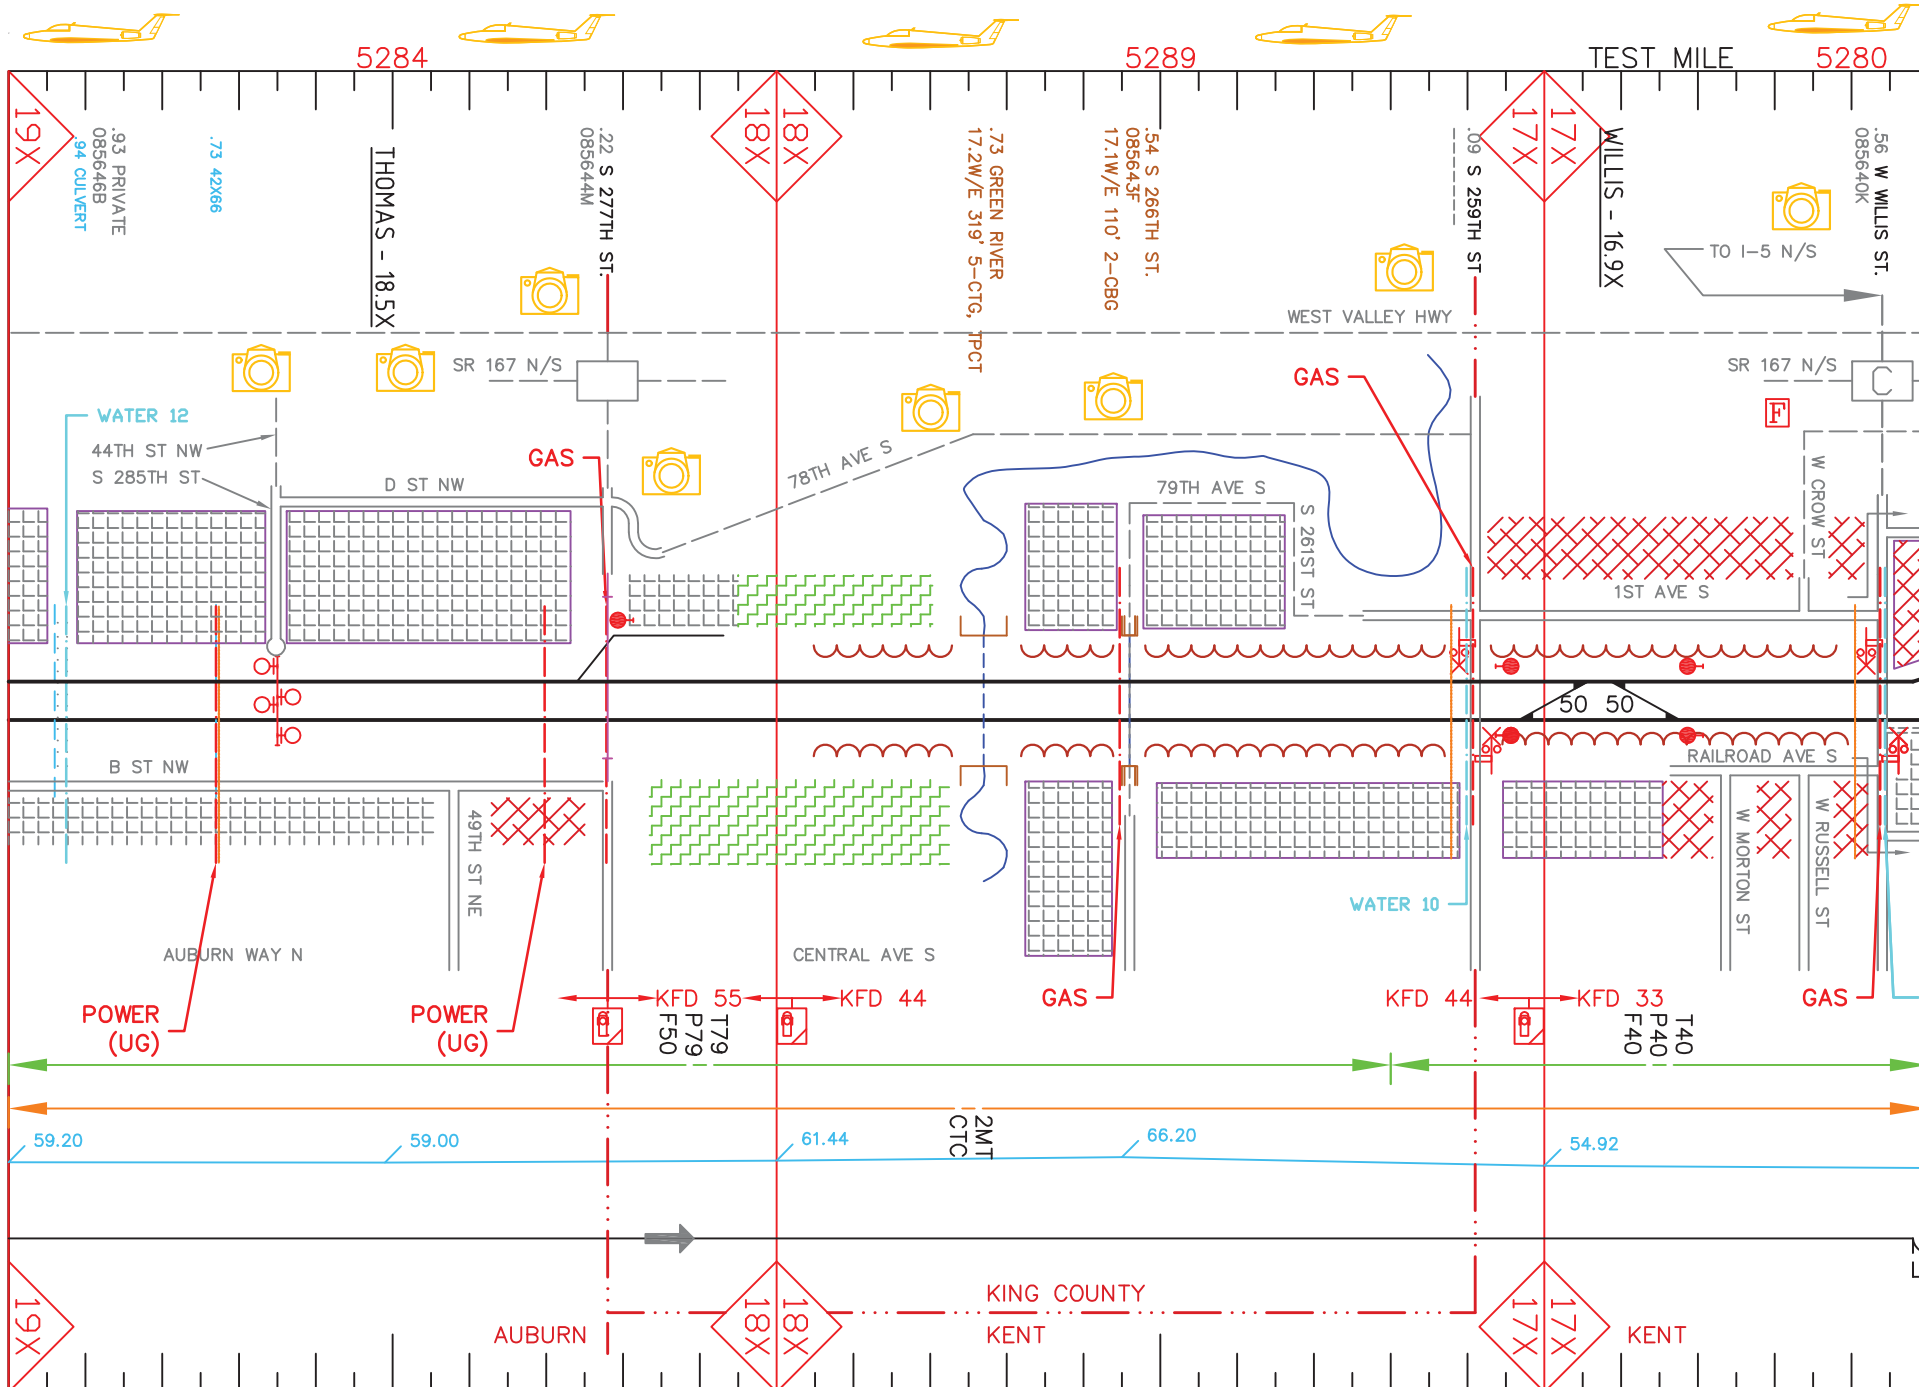 5284
5289
TEST MILE
5280
19X
18X
18X
17X
17X
.93 PRIVATE
085646B
.94 CULVERT
.73 42X66
THOMAS - 18.5X
.22 S 277TH ST.
085644M
.73 GREEN RIVER
17.2W/E 319' 5-CTG, TPCT
.54 S 266TH ST.
085643F
17.1W/E 110' 2-CBG
.09 S 259TH ST
WILLIS - 16.9X
.56 W WILLIS ST.
085640K
TO I-5 N/S
WEST VALLEY HWY
SR 167 N/S
SR 167 N/S
GAS
F
WATER 12
44TH ST NW
S 285TH ST
D ST NW
GAS
78TH AVE S
79TH AVE S
S 261ST ST
W CROW ST
1ST AVE S
50 50
B ST NW
RAILROAD AVE S
49TH ST NE
W MORTON ST
W RUSSELL ST
WATER 10
AUBURN WAY N
CENTRAL AVE S
POWER
(UG)
POWER
(UG)
KFD 55
KFD 44
GAS
KFD 44
KFD 33
GAS
T79
P79
F50
T40
P40
F40
2MT
CTC
59.20
59.00
61.44
66.20
54.92
KING COUNTY
AUBURN
KENT
KENT
19X
18X
18X
17X
17X